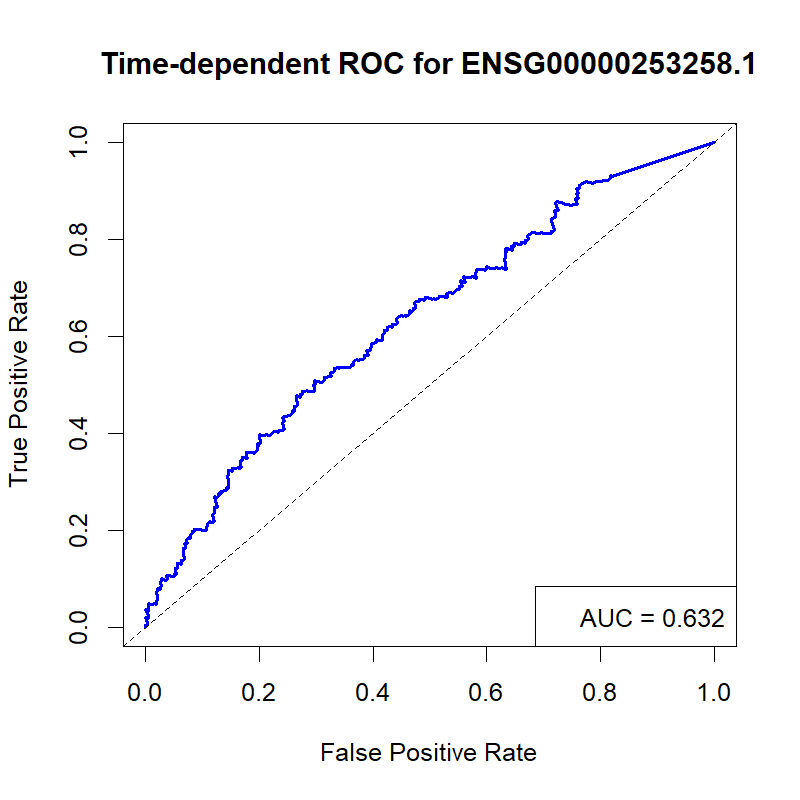 Time-dependent ROC for ENSG00000253258.1
True Positive Rate
1.0
0.8
0.6
0.4
0.2
0.0
AUC = 0.632
0.0 0.2 0.4 0.6 0.8 1.0
False Positive Rate